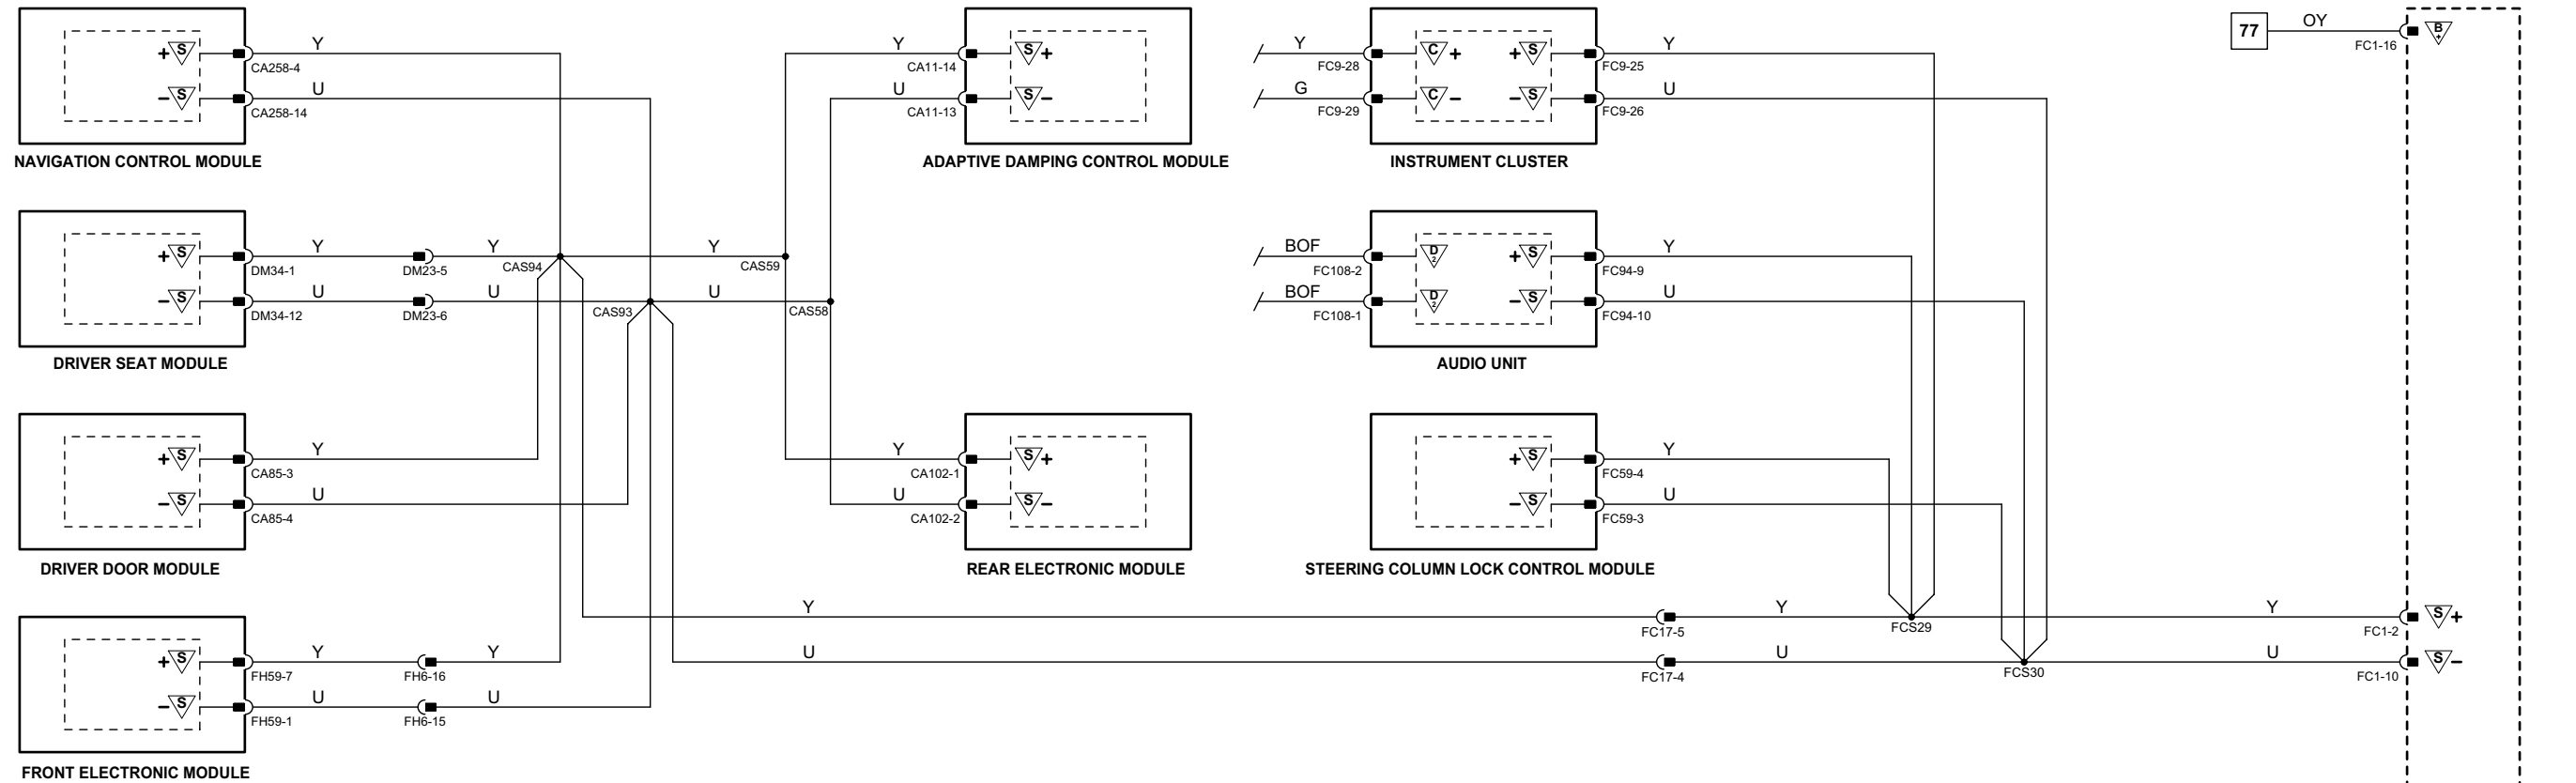 Y
+ S
CA258-4
U
- S
CA258-14
NAVIGATION CONTROL MODULE
Y
S +
CA11-14
U
S -
CA11-13
ADAPTIVE DAMPING CONTROL MODULE
Y
C +
FC9-28
G
C -
FC9-29
+ S
Y
FC9-25
- S
U
FC9-26
INSTRUMENT CLUSTER
77
OY
FC1-16
B+
+ S
Y
Y
Y
DM34-1
DM23-5
CAS94
CAS59
- S
U
U
U
DM34-12
DM23-6
CAS93
CAS58
DRIVER SEAT MODULE
BOF
D2
FC108-2
BOF
D2
FC108-1
+ S
Y
FC94-9
- S
U
FC94-10
AUDIO UNIT
+ S
Y
CA85-3
- S
U
CA85-4
DRIVER DOOR MODULE
Y
S +
CA102-1
U
S -
CA102-2
REAR ELECTRONIC MODULE
+ S
Y
FC59-4
- S
U
FC59-3
STEERING COLUMN LOCK CONTROL MODULE
Y
Y
Y
FC17-5
FCS29
FC1-2
S +
U
U
U
FC17-4
FCS30
FC1-10
S -
+ S
Y
Y
FH59-7
FH6-16
- S
U
U
FH59-1
FH6-15
FRONT ELECTRONIC MODULE